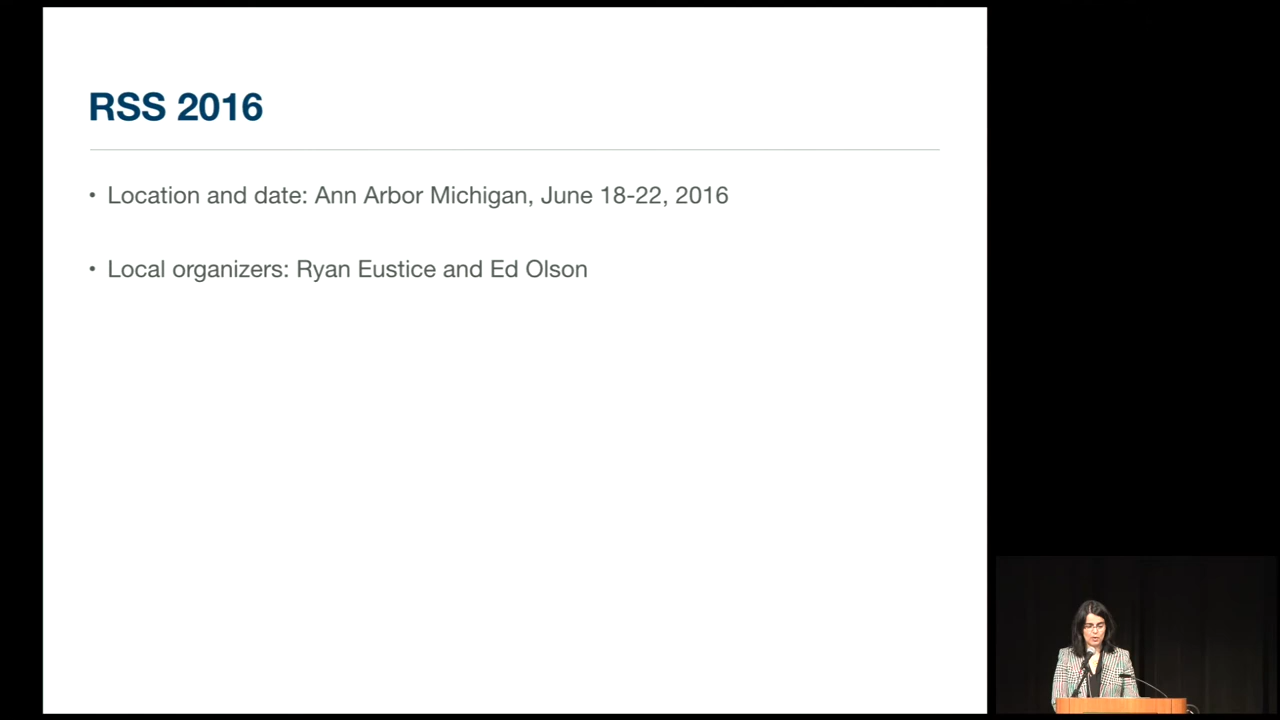 RSS 2016
• Location and date: Ann Arbor Michigan, June 18-22, 2016
• Local organizers: Ryan Eustice and Ed Olson